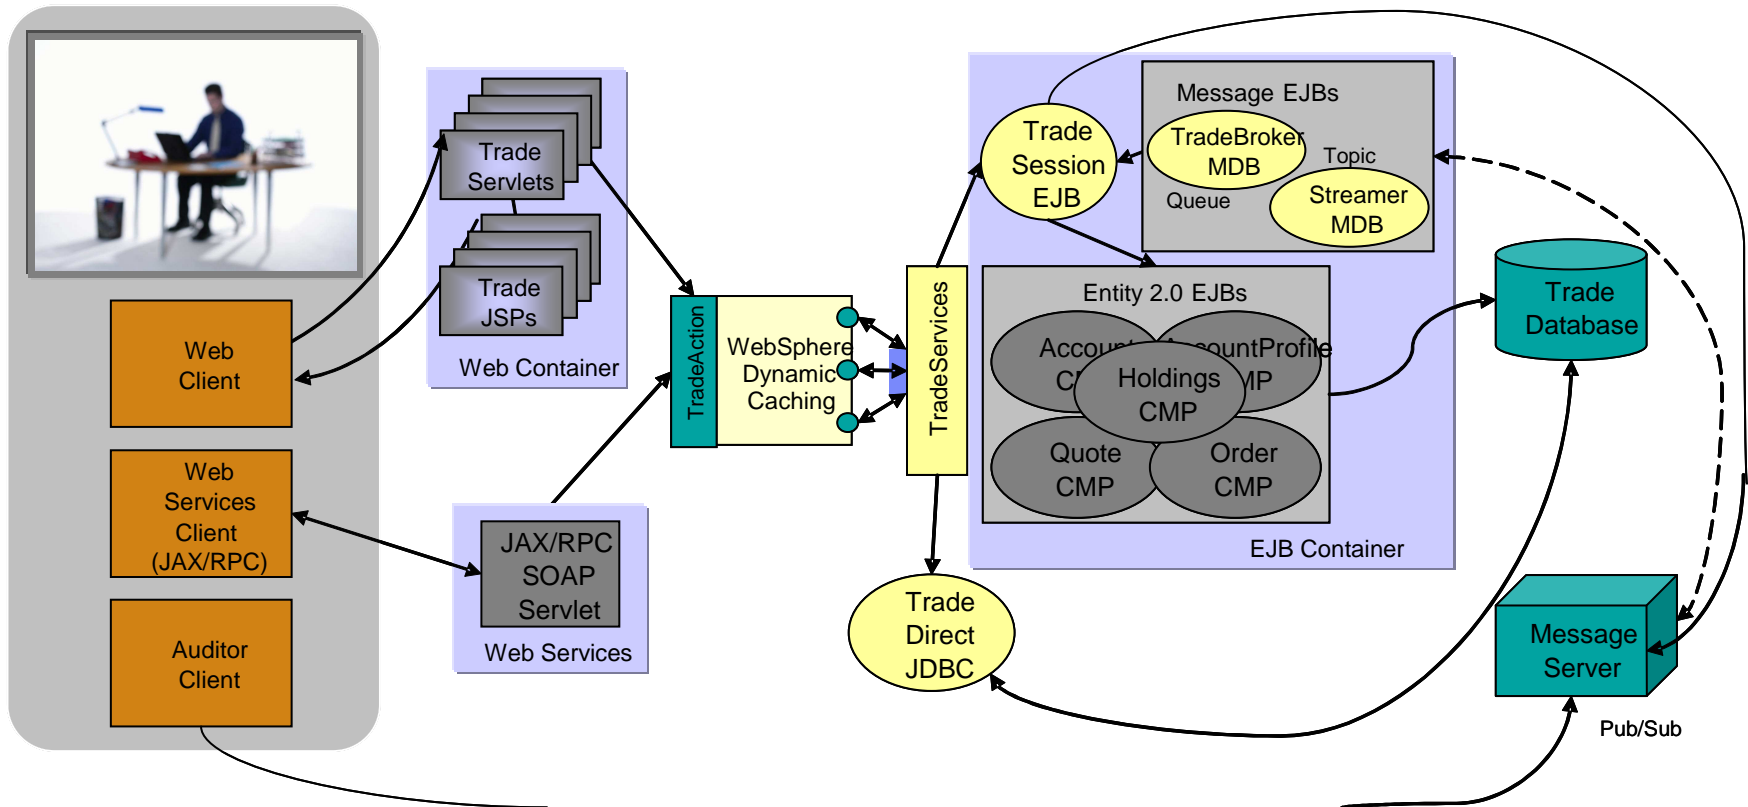 Web
Client
Web
Services
Client
(JAX/RPC)
Auditor
Client
Trade
Servlets
Trade
JSPs
Web Container
JAX/RPC
SOAP
Servlet
Web Services
TradeAction
WebSphere
Dynamic
Caching
TradeServices
Trade
Direct
JDBC
Trade
Session
EJB
Message EJBs
TradeBroker
MDB
Queue
Topic
Streamer
MDB
Entity 2.0 EJBs
Holdings
CMP
Quote
CMP
Order
CMP
EJB Container
Trade
Database
Message
Server
Pub/Sub